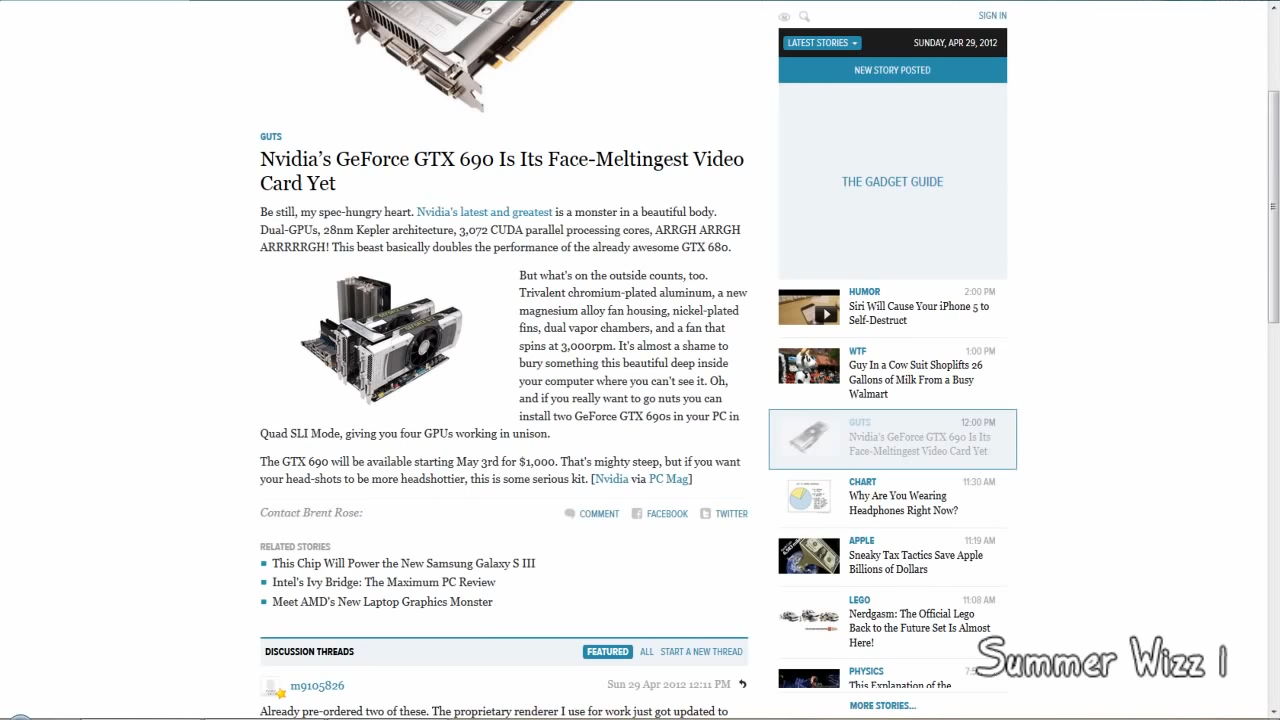 SIGN IN
LATEST STORIES
SUNDAY, APR 29, 2012
NEW STORY POSTED
THE GADGET GUIDE
GUTS
Nvidia's GeForce GTX 690 Is Its Face-Meltingest Video
Card Yet
Be still, my spec-hungry heart. Nvidia's latest and greatest is a monster in a beautiful body.
Dual-GPUs, 28nm Kepler architecture, 3,072 CUDA parallel processing cores, ARRGH ARRGH
ARRRRRGH! This beast basically doubles the performance of the already awesome GTX 680.
But what's on the outside counts, too.
Trivalent chromium-plated aluminum, a new
magnesium alloy fan housing, nickel-plated
fins, dual vapor chambers, and a fan that
spins at 3,000rpm. It's almost a shame to
bury something this beautiful deep inside
your computer where you can't see it. Oh,
and if you really want to go nuts you can
install two GeForce GTX 690s in your PC in
Quad SLI Mode, giving you four GPUs working in unison.
The GTX 690 will be available starting May 3rd for $1,000. That's mighty steep, but if you want
your head-shots to be more headshottier, this is some serious kit. [Nvidia via PC Mag]
Contact Brent Rose:
COMMENT
FACEBOOK
TWITTER
RELATED STORIES
This Chip Will Power the New Samsung Galaxy S III
Intel's Ivy Bridge: The Maximum PC Review
Meet AMD's New Laptop Graphics Monster
DISCUSSION THREADS
FEATURED
ALL
START A NEW THREAD
m9105826
Sun 29 Apr 2012 12:11 PM
Already pre-ordered two of these. The proprietary renderer I use for work just got updated to
HUMOR
2:00 PM
Siri Will Cause Your iPhone 5 to
Self-Destruct
WTF
1:00 PM
Guy In a Cow Suit Shoplifts 26
Gallons of Milk From a Busy
Walmart
GUTS
12:00 PM
Nvidia's GeForce GTX 690 Is Its
Face-Meltingest Video Card Yet
CHART
11:30 AM
Why Are You Wearing
Headphones Right Now?
APPLE
11:19 AM
Sneaky Tax Tactics Save Apple
Billions of Dollars
LEGO
11:08 AM
Nerdgasm: The Official Lego
Back to the Future Set Is Almost
Here!
PHYSICS
This Explanation of the
MORE STORIES...
Summer Wizz 1